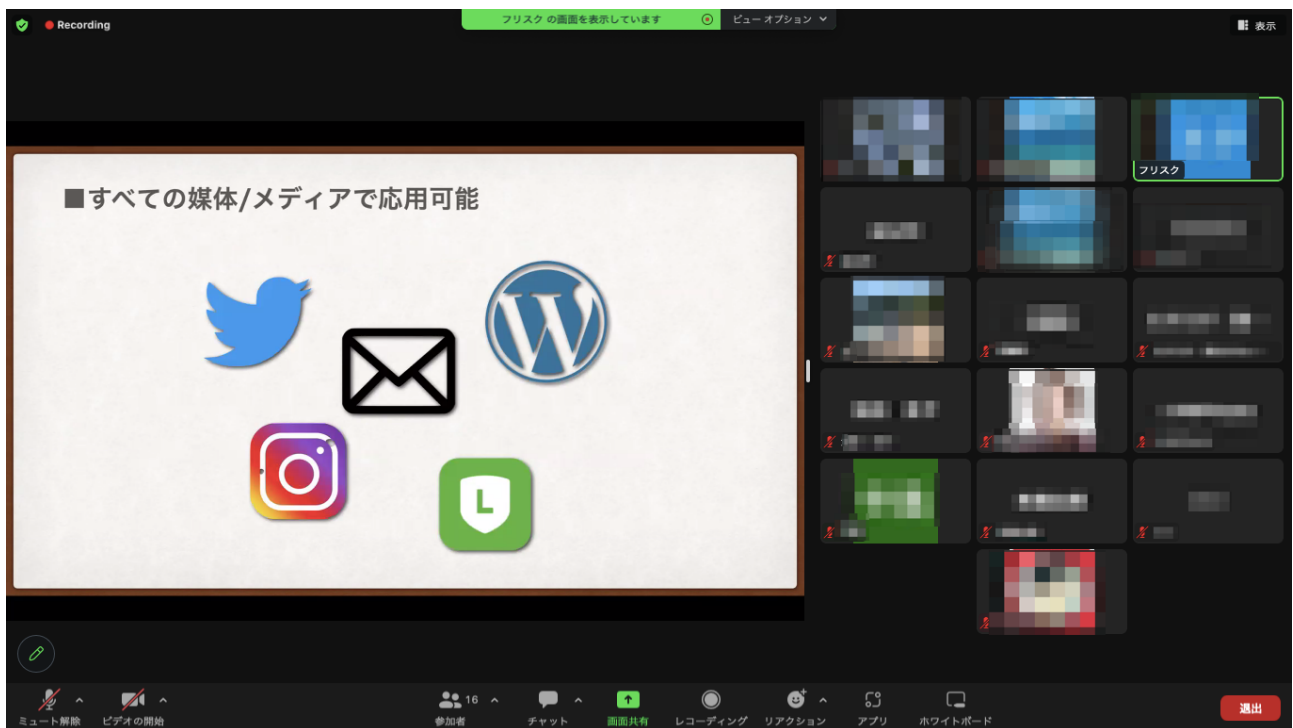 Recording
フリスク の画面を表示しています
ビュー オプション
表示
■すべての媒体/メディアで応用可能
L
フリスク
ミュート解除
ビデオの開始
16
参加者
チャット
画面共有
レコーディング
リアクション
アプリ
ホワイトボード
退出